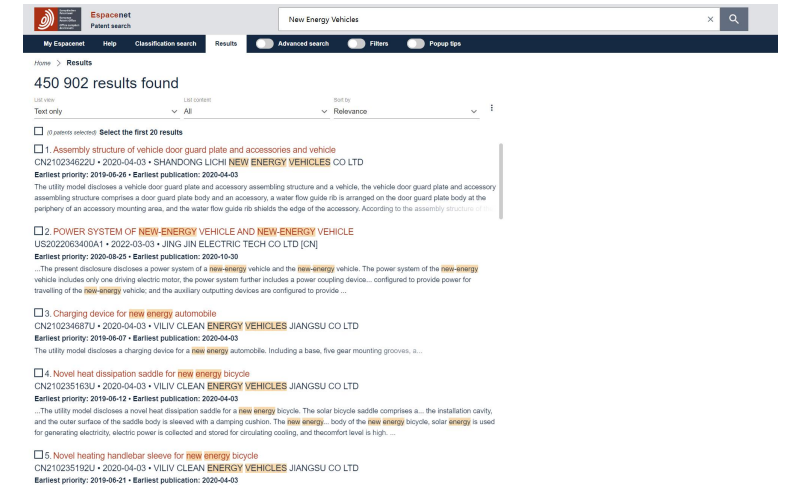 Espacenet
Patent search
New Energy Vehicles
My Espacenet Help Classification search Results Advanced search Filters Popup tips
Home > Results
450 902 results found
List view List content Sort by
Text only All Relevance
(0 patents selected) Select the first 20 results
1. Assembly structure of vehicle door guard plate and accessories and vehicle
CN210234622U • 2020-04-03 • SHANDONG LICHI NEW ENERGY VEHICLES CO LTD
Earliest priority: 2019-06-26 • Earliest publication: 2020-04-03
The utility model discloses a vehicle door guard plate and accessory assembling structure and a vehicle, the vehicle door guard plate and accessory
assembling structure comprises a door guard plate body and an accessory, a water flow guide rib is arranged on the door guard plate body at the
periphery of an accessory mounting area, and the water flow guide rib shields the edge of the accessory. According to the assembly structure of the
2. POWER SYSTEM OF NEW-ENERGY VEHICLE AND NEW-ENERGY VEHICLE
US2022063400A1 • 2022-03-03 • JING JIN ELECTRIC TECH CO LTD [CN]
Earliest priority: 2020-08-25 • Earliest publication: 2020-10-30
...The present disclosure discloses a power system of a new-energy vehicle and the new-energy vehicle. The power system of the new-energy
vehicle includes only one driving electric motor, the power system further includes a power coupling device... configured to provide power for
travelling of the new-energy vehicle; and the auxiliary outputting devices are configured to provide ...
3. Charging device for new energy automobile
CN210234687U • 2020-04-03 • VILIV CLEAN ENERGY VEHICLES JIANGSU CO LTD
Earliest priority: 2019-06-07 • Earliest publication: 2020-04-03
The utility model discloses a charging device for a new energy automobile. Including a base, five gear mounting grooves, a...
4. Novel heat dissipation saddle for new energy bicycle
CN210235163U • 2020-04-03 • VILIV CLEAN ENERGY VEHICLES JIANGSU CO LTD
Earliest priority: 2019-06-12 • Earliest publication: 2020-04-03
...The utility model discloses a novel heat dissipation saddle for a new energy bicycle. The solar bicycle saddle comprises a... the installation cavity,
and the outer surface of the saddle body is sleeved with a damping cushion. The new energy... body of the new energy bicycle, solar energy is used
for generating electricity, electric power is collected and stored for circulating cooling, and thecomfort level is high. ...
5. Novel heating handlebar sleeve for new energy bicycle
CN210235192U • 2020-04-03 • VILIV CLEAN ENERGY VEHICLES JIANGSU CO LTD
Earliest priority: 2019-06-21 • Earliest publication: 2020-04-03